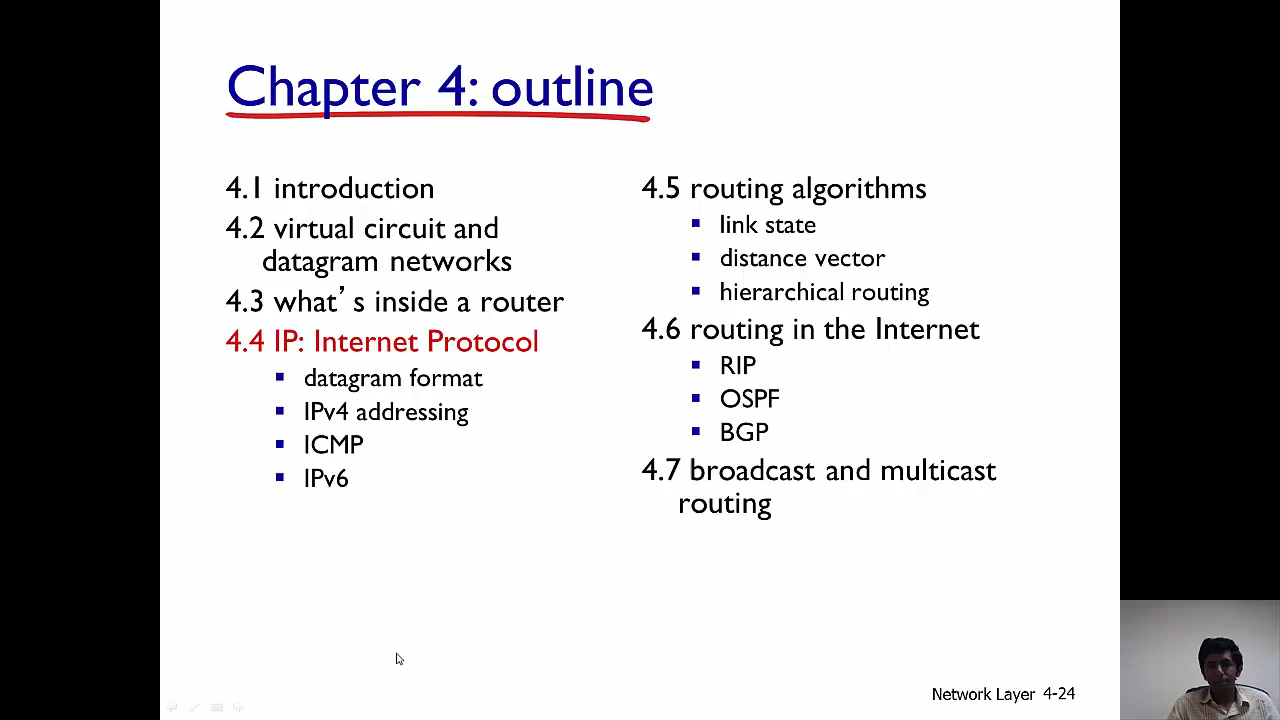 Chapter 4: outline
4.1 introduction
4.2 virtual circuit and
datagram networks
4.3 what’s inside a router
4.4 IP: Internet Protocol
datagram format
IPv4 addressing
ICMP
IPv6
4.5 routing algorithms
link state
distance vector
hierarchical routing
4.6 routing in the Internet
RIP
OSPF
BGP
4.7 broadcast and multicast
routing
Network Layer 4-24